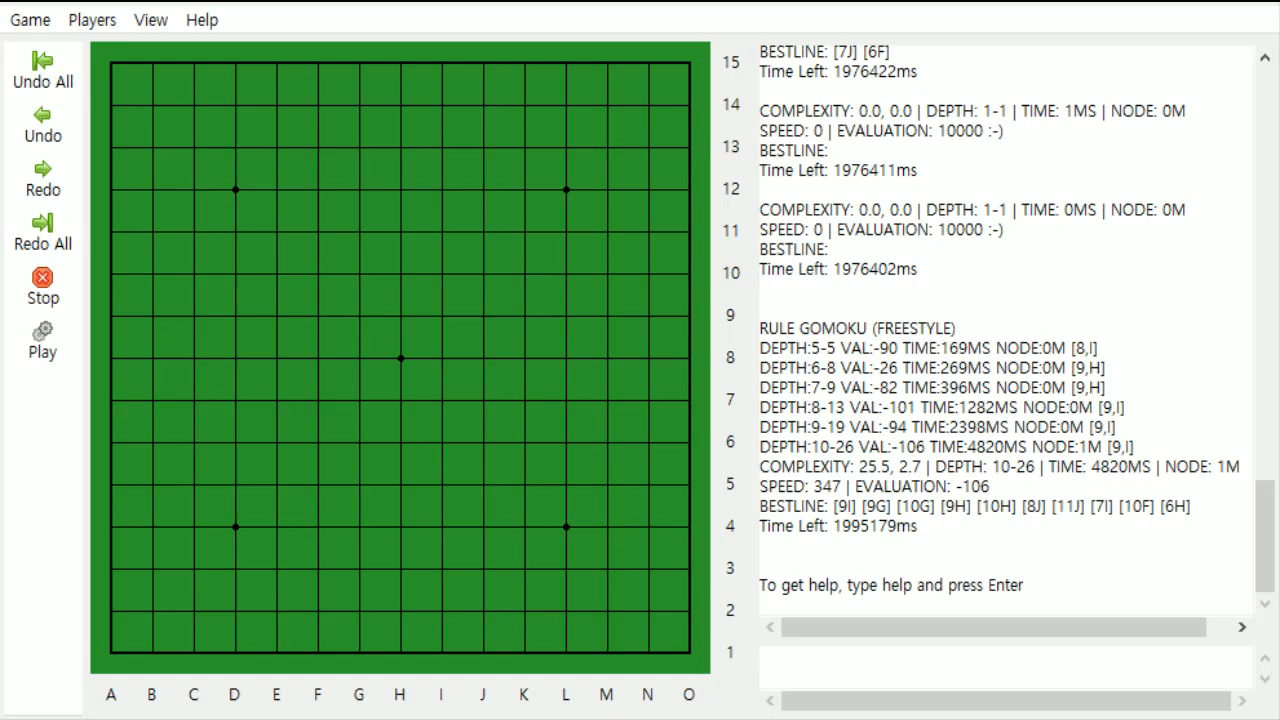 Game Players View Help
Undo All
Undo
Redo
Redo All
Stop
Play
15
14
13
12
11
10
9
8
7
6
5
4
3
2
1
A B C D E F G H I J K L M N O
BESTLINE: [7J] [6F]
Time Left: 1976422ms
COMPLEXITY: 0.0, 0.0 | DEPTH: 1-1 | TIME: 1MS | NODE: 0M
SPEED: 0 | EVALUATION: 10000 :-)
BESTLINE:
Time Left: 1976411ms
COMPLEXITY: 0.0, 0.0 | DEPTH: 1-1 | TIME: 0MS | NODE: 0M
SPEED: 0 | EVALUATION: 10000 :-)
BESTLINE:
Time Left: 1976402ms
RULE GOMOKU (FREESTYLE)
DEPTH:5-5 VAL:-90 TIME:169MS NODE:0M [8,I]
DEPTH:6-8 VAL:-26 TIME:269MS NODE:0M [9,H]
DEPTH:7-9 VAL:-82 TIME:396MS NODE:0M [9,H]
DEPTH:8-13 VAL:-101 TIME:1282MS NODE:0M [9,I]
DEPTH:9-19 VAL:-94 TIME:2398MS NODE:0M [9,I]
DEPTH:10-26 VAL:-106 TIME:4820MS NODE:1M [9,I]
COMPLEXITY: 25.5, 2.7 | DEPTH: 10-26 | TIME: 4820MS | NODE: 1M
SPEED: 347 | EVALUATION: -106
BESTLINE: [9I] [9G] [10G] [9H] [10H] [8J] [11J] [7I] [10F] [6H]
Time Left: 1995179ms
To get help, type help and press Enter